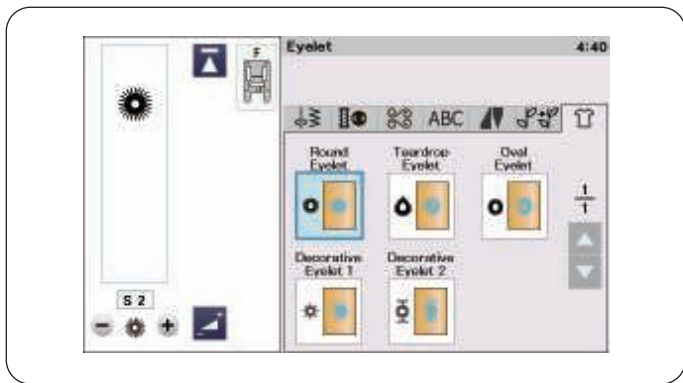 Eyelet 4:40
F
ABC
Round Eyelet
Teardrop Eyelet
Oval Eyelet
1
1
Decorative Eyelet 1
Decorative Eyelet 2
S 2